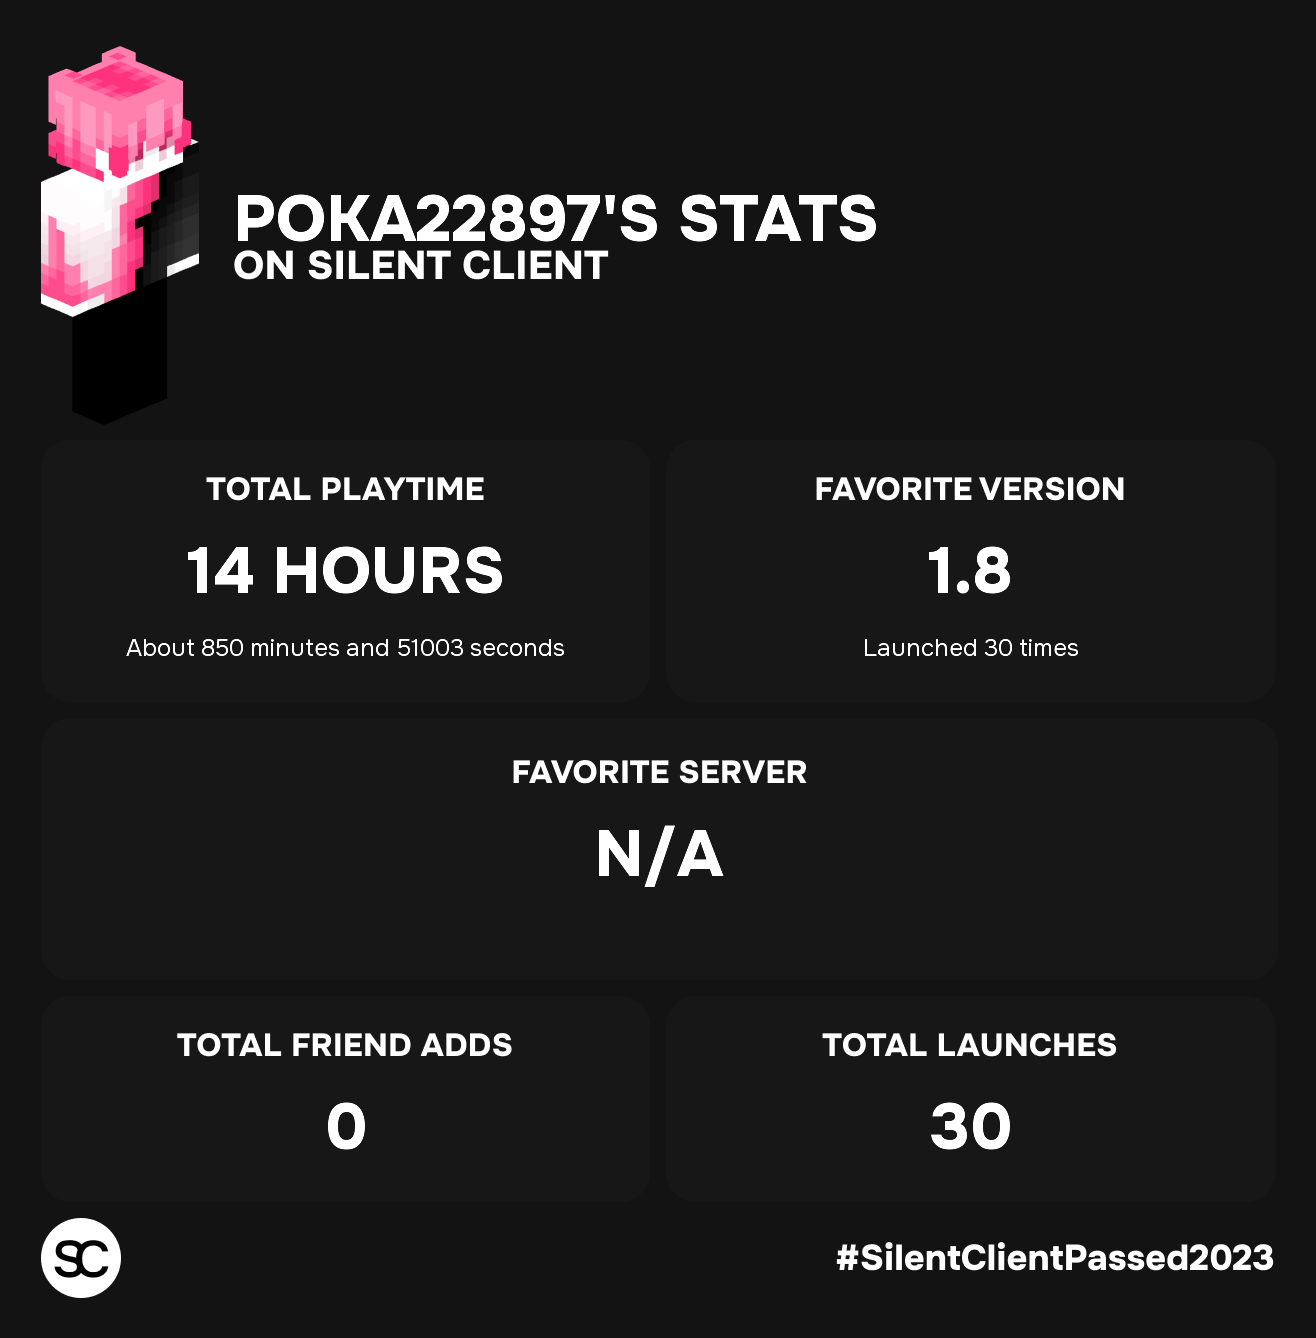 POKA22897'S STATS
ON SILENT CLIENT
TOTAL PLAYTIME
14 HOURS
About 850 minutes and 51003 seconds
FAVORITE VERSION
1.8
Launched 30 times
FAVORITE SERVER
N/A
TOTAL FRIEND ADDS
0
TOTAL LAUNCHES
30
SC
#SilentClientPassed2023